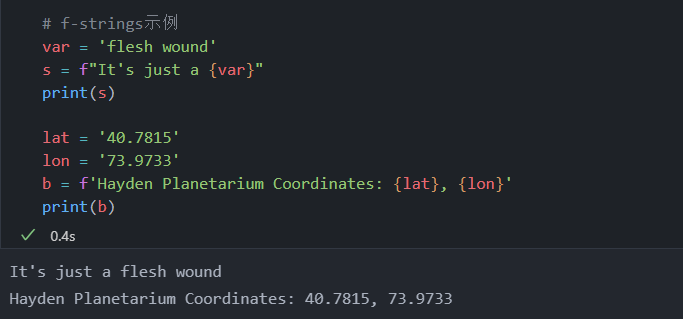 # f-strings示例
var = 'flesh wound'
s = f"It's just a {var}"
print(s)
lat = '40.7815'
lon = '73.9733'
b = f'Hayden Planetarium Coordinates: {lat}, {lon}'
print(b)
0.4s
It's just a flesh wound
Hayden Planetarium Coordinates: 40.7815, 73.9733